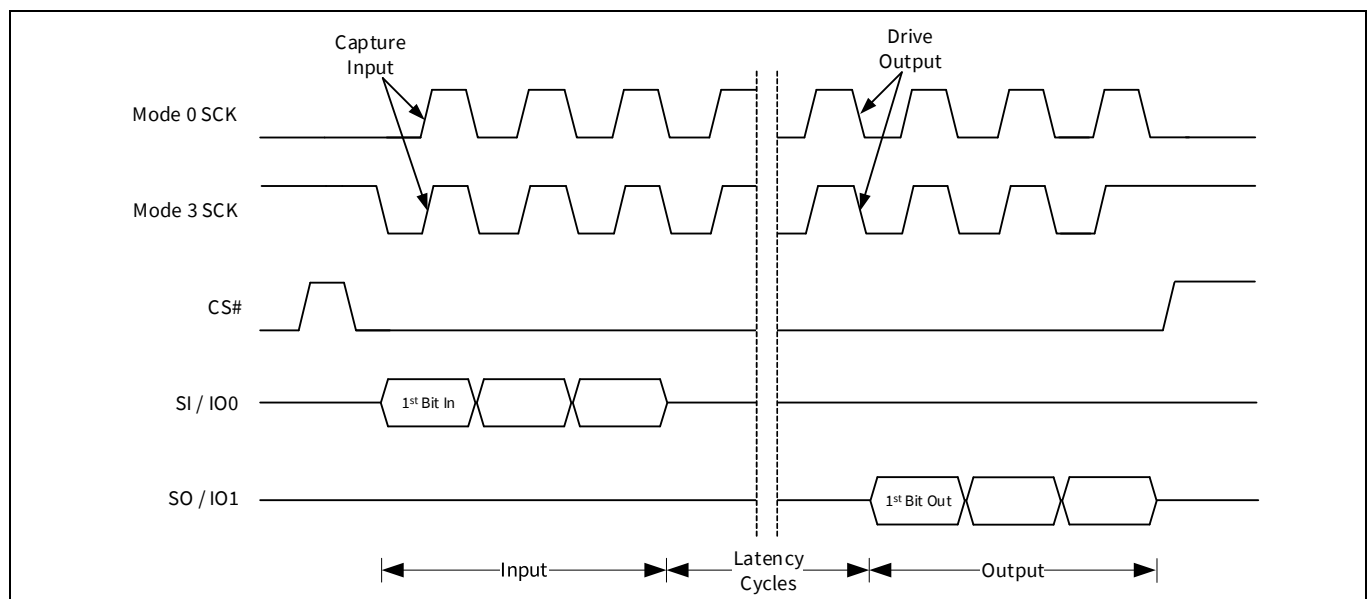 Capture
Input
Drive
Output
Mode 0 SCK
Mode 3 SCK
CS#
SI / IO0
1st Bit In
SO / IO1
1st Bit Out
Input
Latency
Cycles
Output